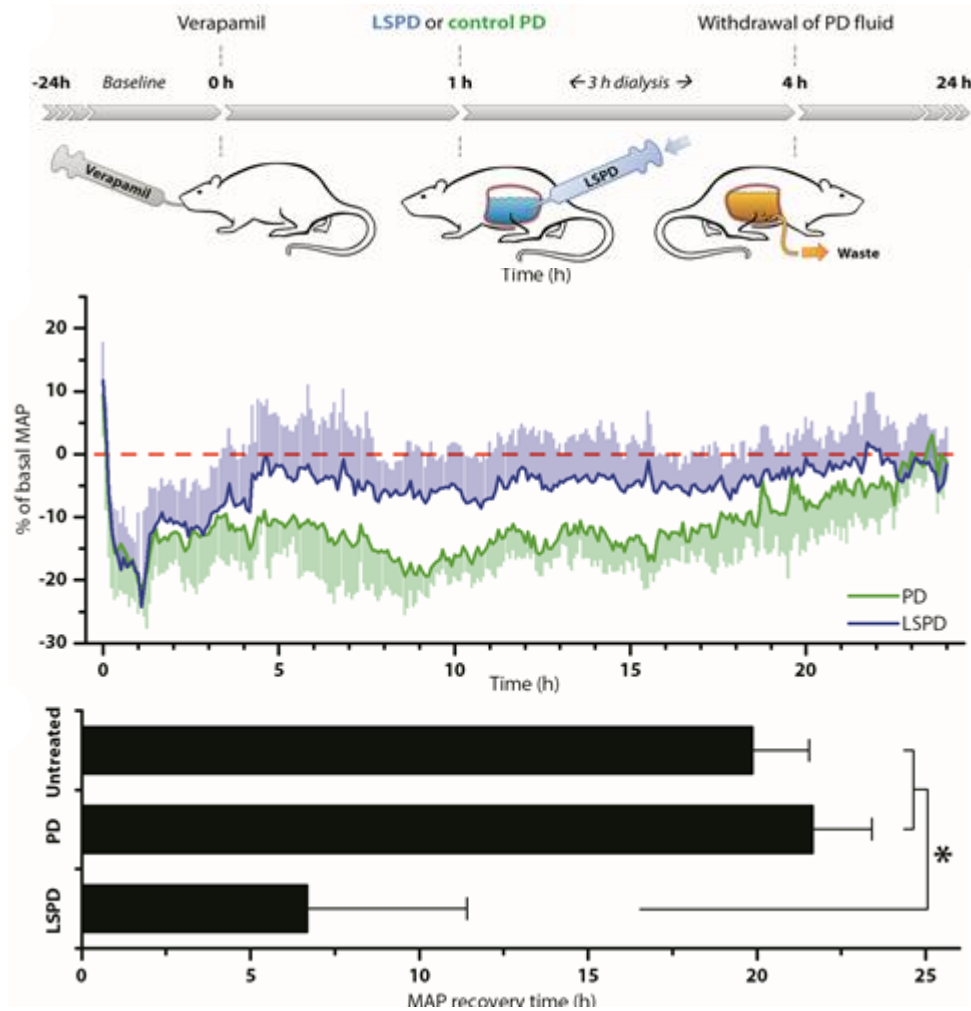 Verapamil LSPD or control PD Withdrawal of PD fluid
-24h Baseline 0 h 1 h ← 3 h dialysis → 4 h 24 h
Verapamil
LSPD
Waste
Time (h)
20
10
0
-10
-20
-30
% of basal MAP
PD
LSPD
0 5 10 15 20
Time (h)
Untreated
PD
LSPD
*
0 5 10 15 20 25
MAP recovery time (h)